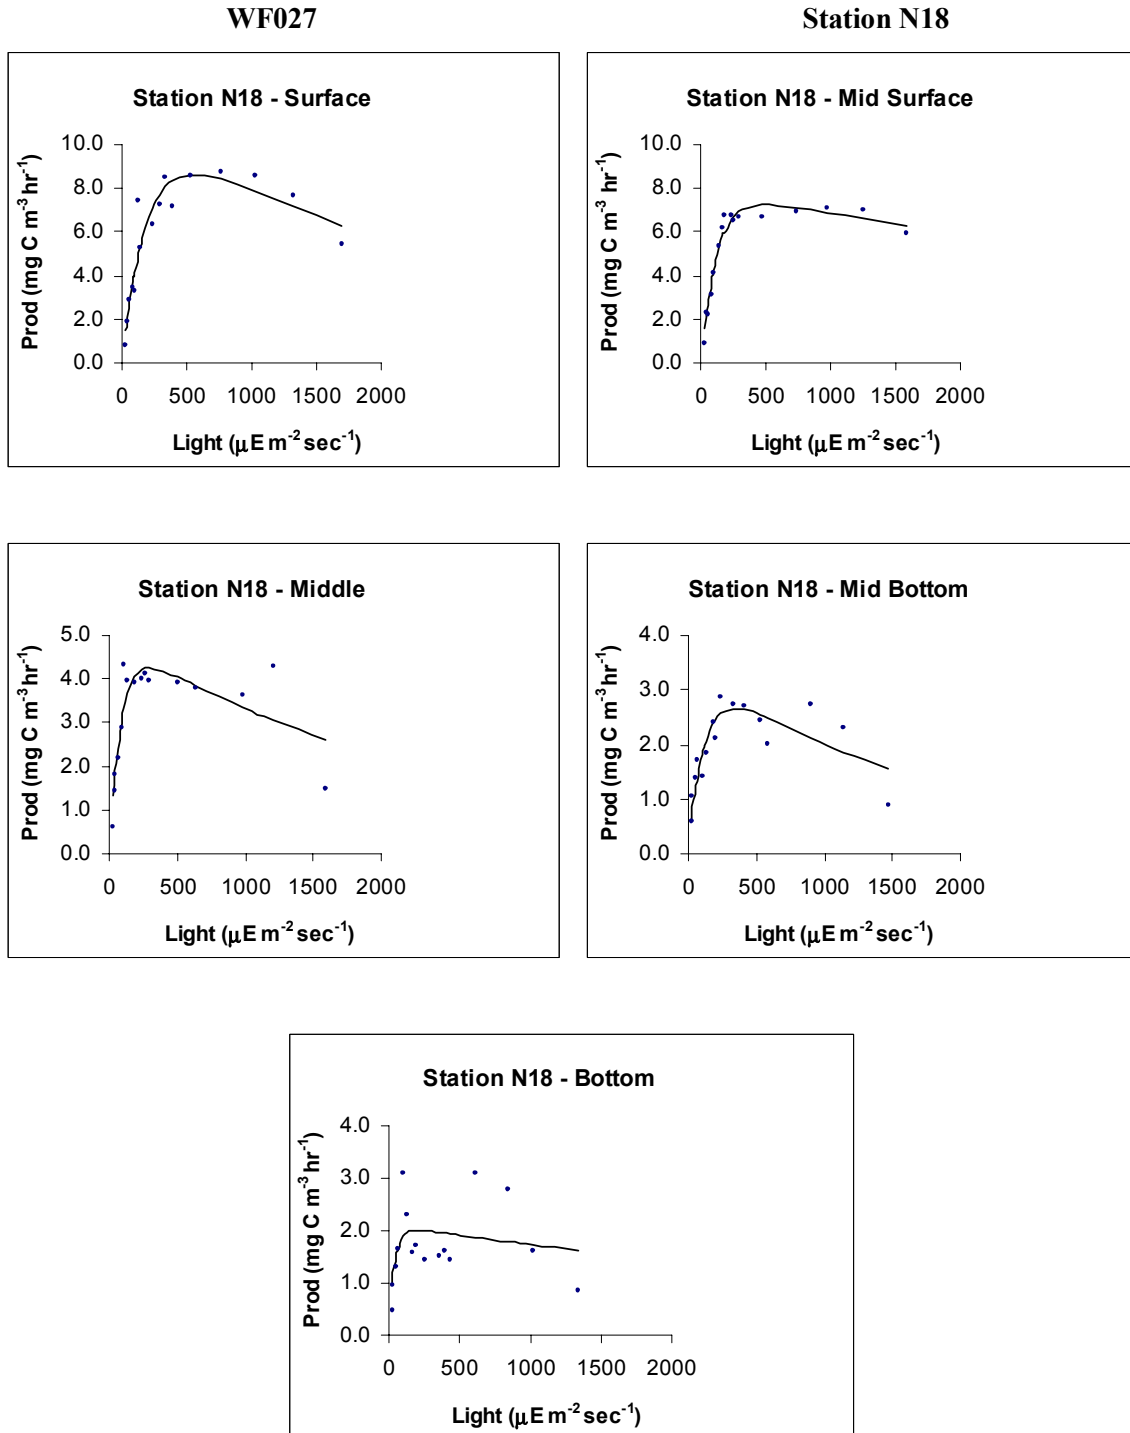 WF027 Station N18
Station N18 - Surface
Prod (mg C m⁻³ hr⁻¹)
10.0
8.0
6.0
4.0
2.0
0.0
0 500 1000 1500 2000
Light (µE m⁻² sec⁻¹)
Station N18 - Mid Surface
Prod (mg C m⁻³ hr⁻¹)
10.0
8.0
6.0
4.0
2.0
0.0
0 500 1000 1500 2000
Light (µE m⁻² sec⁻¹)
Station N18 - Middle
Prod (mg C m⁻³ hr⁻¹)
5.0
4.0
3.0
2.0
1.0
0.0
0 500 1000 1500 2000
Light (µE m⁻² sec⁻¹)
Station N18 - Mid Bottom
Prod (mg C m⁻³ hr⁻¹)
4.0
3.0
2.0
1.0
0.0
0 500 1000 1500 2000
Light (µE m⁻² sec⁻¹)
Station N18 - Bottom
Prod (mg C m⁻³ hr⁻¹)
4.0
3.0
2.0
1.0
0.0
0 500 1000 1500 2000
Light (µE m⁻² sec⁻¹)